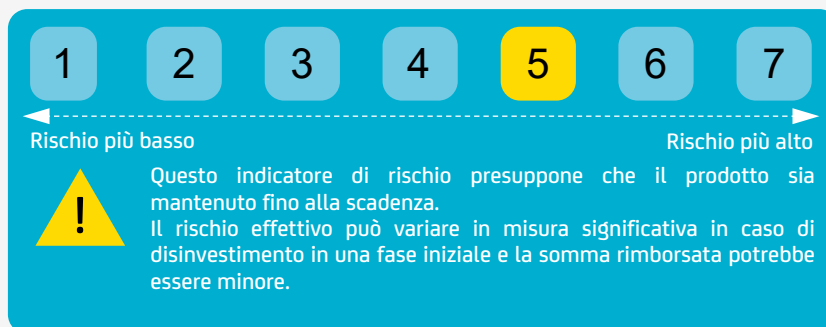 1 2 3 4 5 6 7
Rischio più basso Rischio più alto
Questo indicatore di rischio presuppone che il prodotto sia
mantenuto fino alla scadenza.
Il rischio effettivo può variare in misura significativa in caso di
disinvestimento in una fase iniziale e la somma rimborsata potrebbe
essere minore.
!